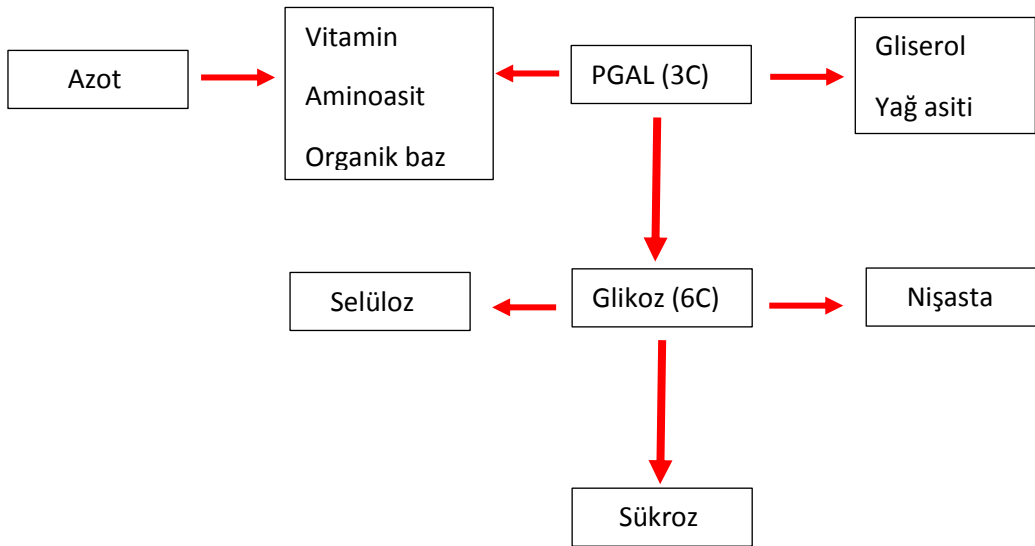 Azot
Vitamin
Aminoasit
Organik baz
PGAL (3C)
Gliserol
Yağ asiti
Selüloz
Glikoz (6C)
Nişasta
Sükroz